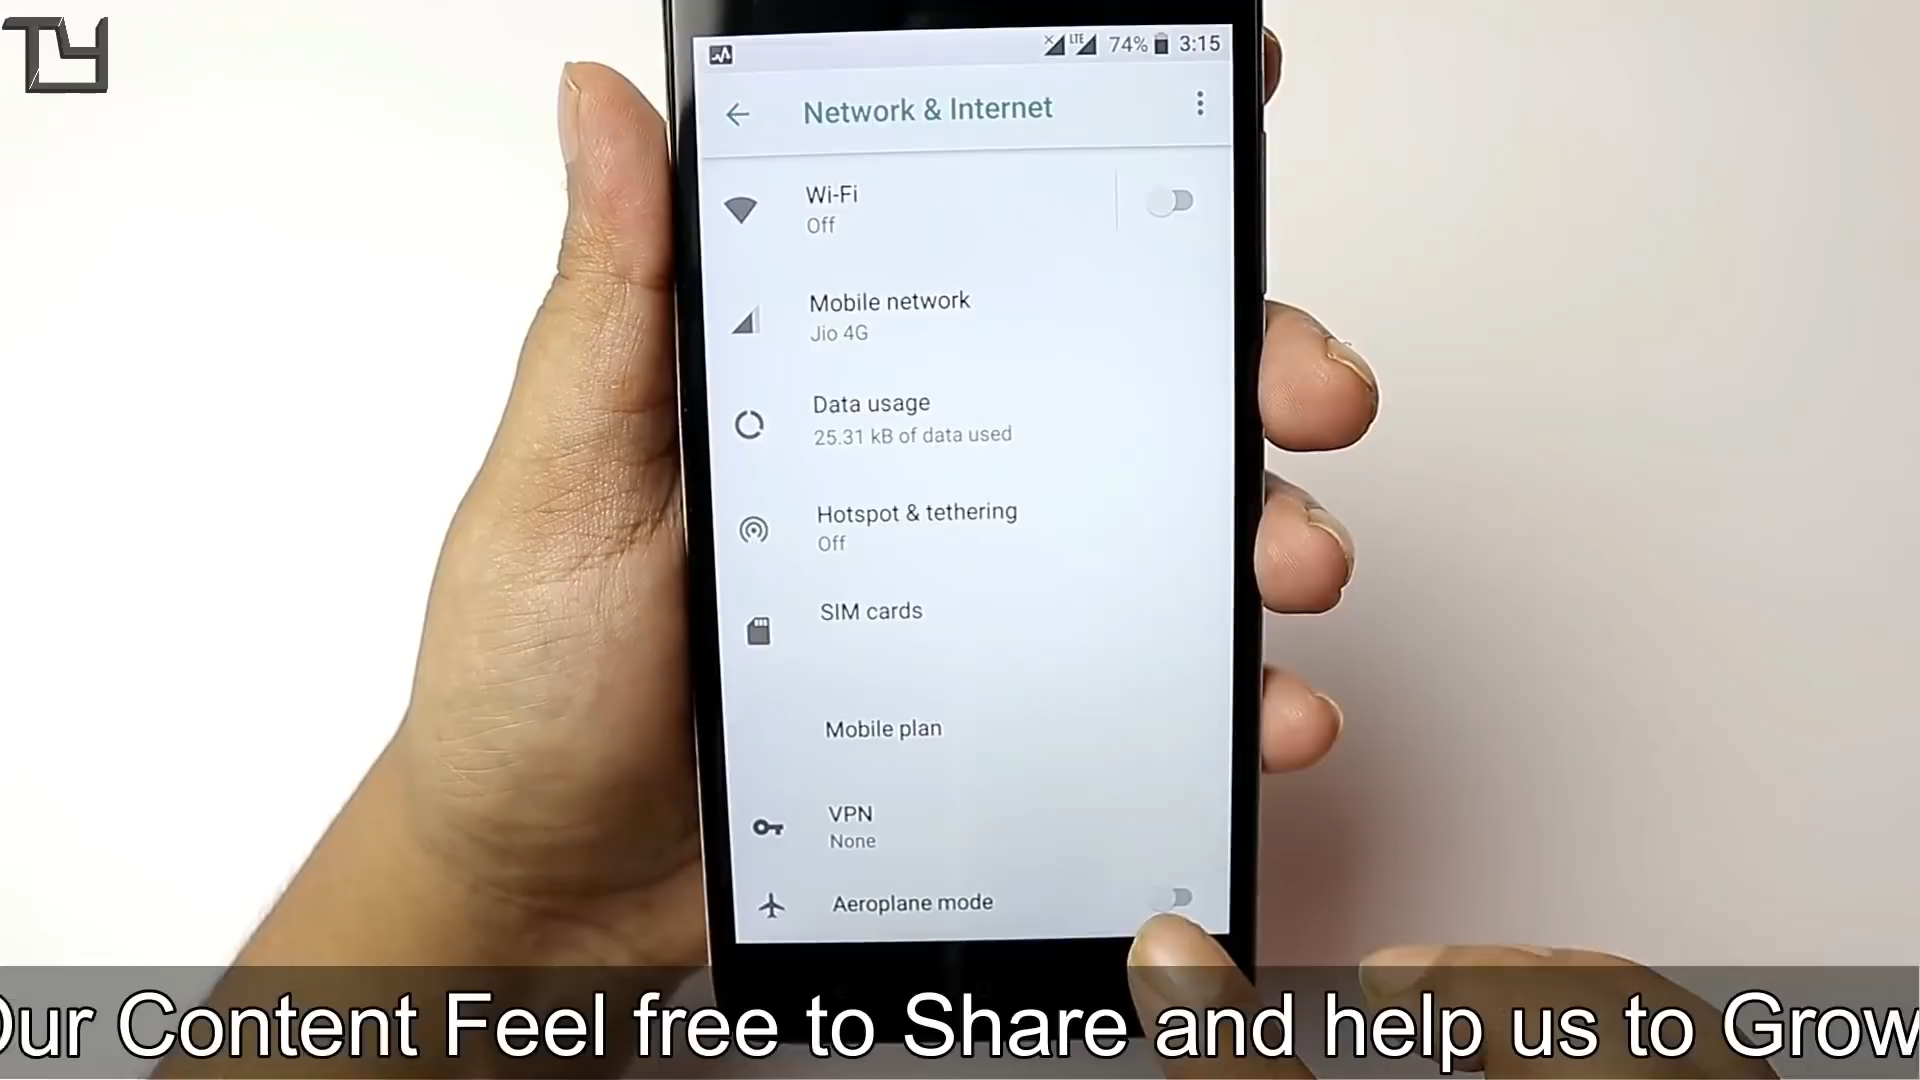 TY
LTE 74% 3:15
Network & Internet
Wi-Fi
Off
Mobile network
Jio 4G
Data usage
25.31 kB of data used
Hotspot & tethering
Off
SIM cards
Mobile plan
VPN
None
Aeroplane mode
Our Content Feel free to Share and help us to Grow